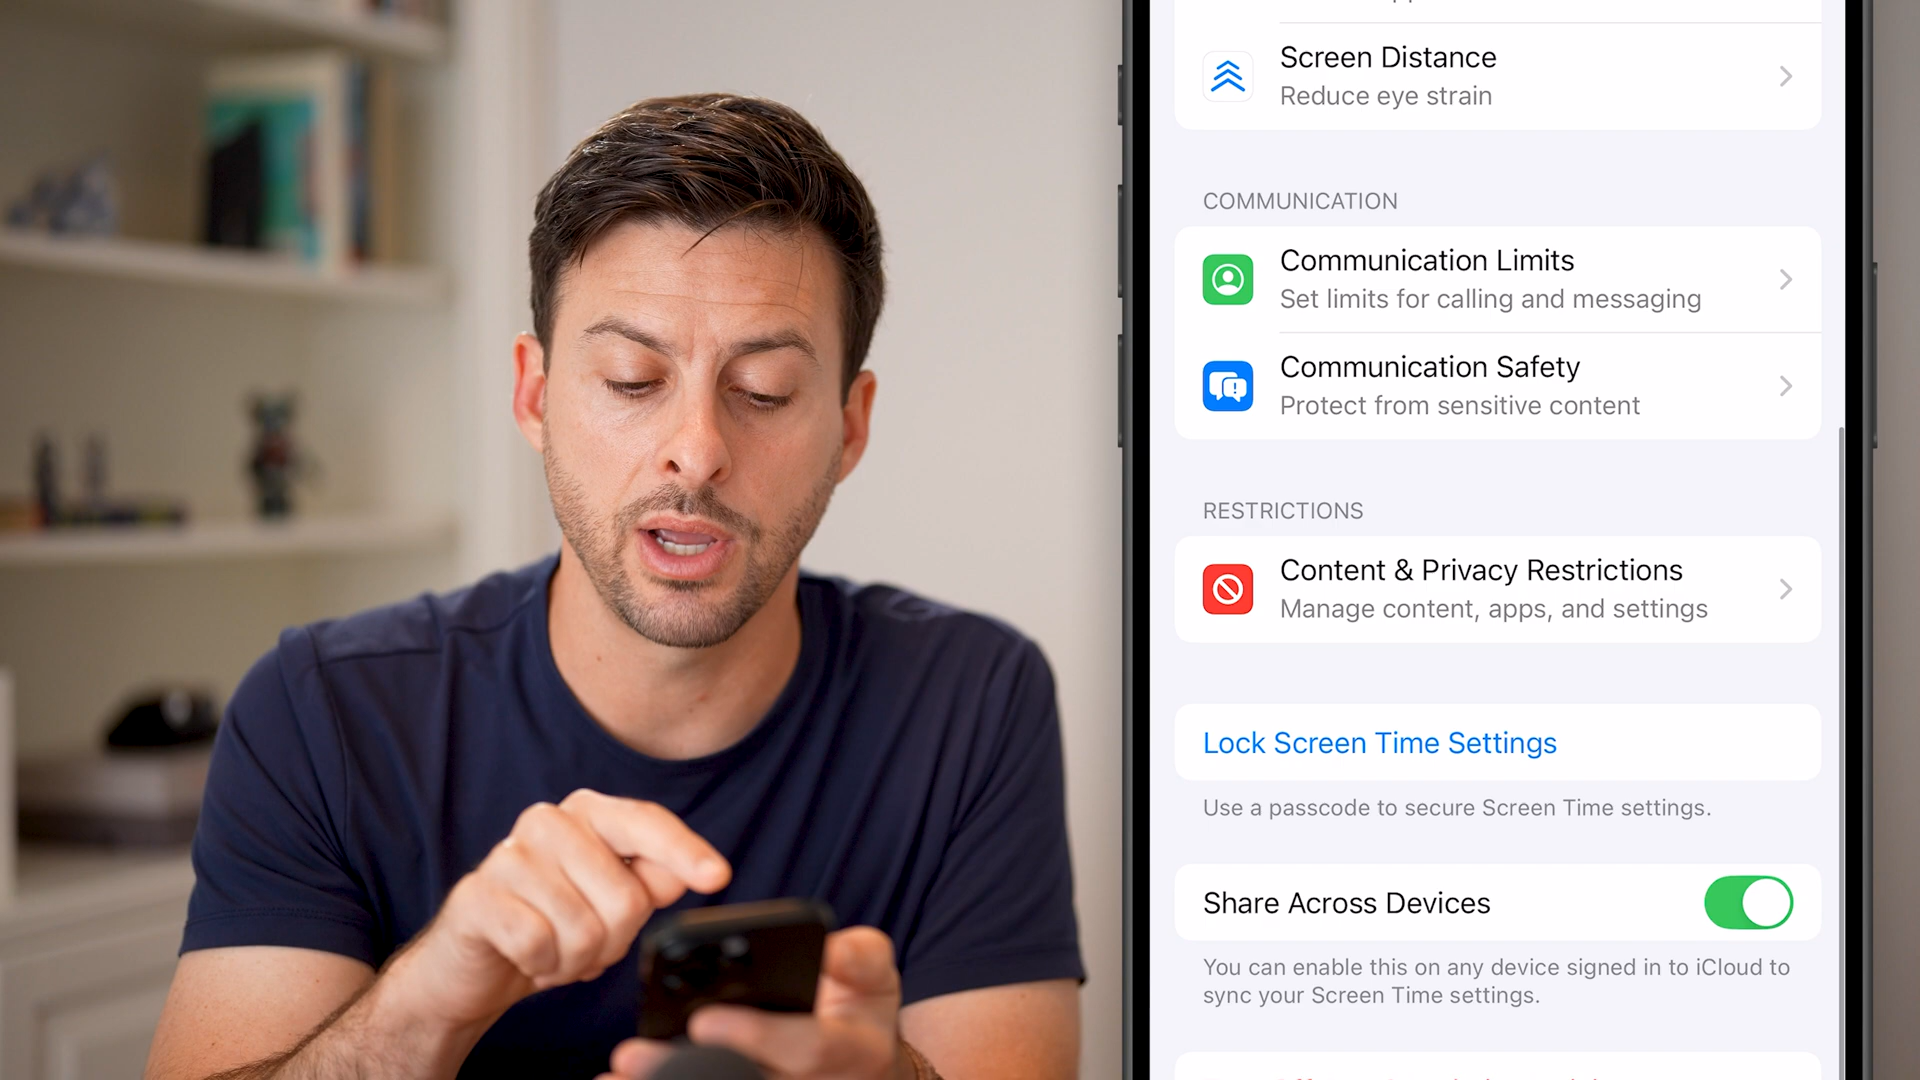 Screen Distance
Reduce eye strain
COMMUNICATION
Communication Limits
Set limits for calling and messaging
Communication Safety
Protect from sensitive content
RESTRICTIONS
Content & Privacy Restrictions
Manage content, apps, and settings
Lock Screen Time Settings
Use a passcode to secure Screen Time settings.
Share Across Devices
You can enable this on any device signed in to iCloud to
sync your Screen Time settings.